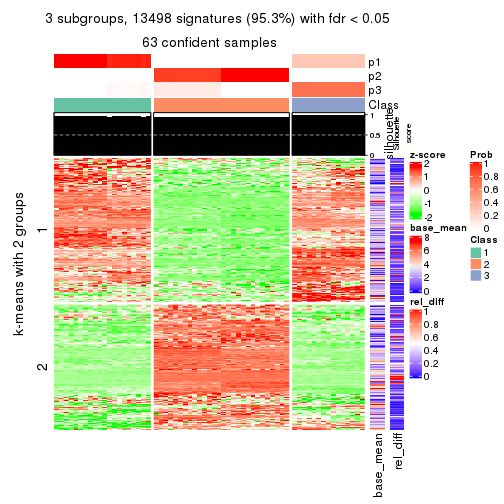 3 subgroups, 13498 signatures (95.3%) with fdr < 0.05
63 confident samples
p1
p2
p3
Class
1
0.5
0
silhouette
Silhouette
score
k-means with 2 groups
1
2
base_mean
rel_diff
z-score
2
1
0
-1
-2
base_mean
8
6
4
2
0
rel_diff
1
0.8
0.6
0.4
0.2
0
Prob
1
0.8
0.6
0.4
0.2
0
Class
1
2
3